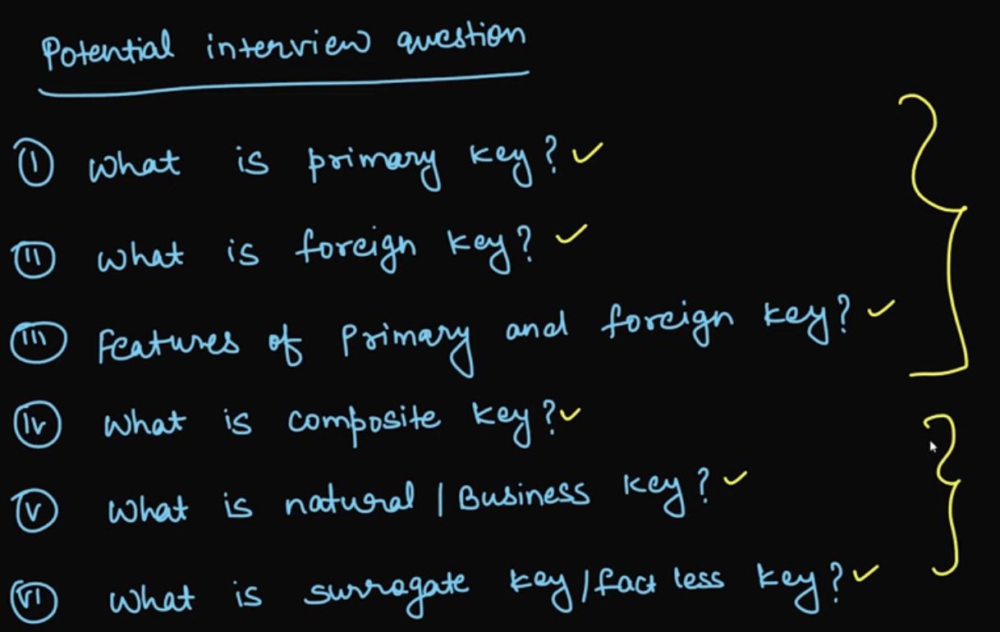 Potential interview question
(I) What is primary key? ✓
(II) What is foreign key? ✓
(III) Features of Primary and foreign key? ✓
(IV) What is composite key? ✓
(V) What is natural | Business key? ✓
(VI) What is surrogate key/fact less key? ✓